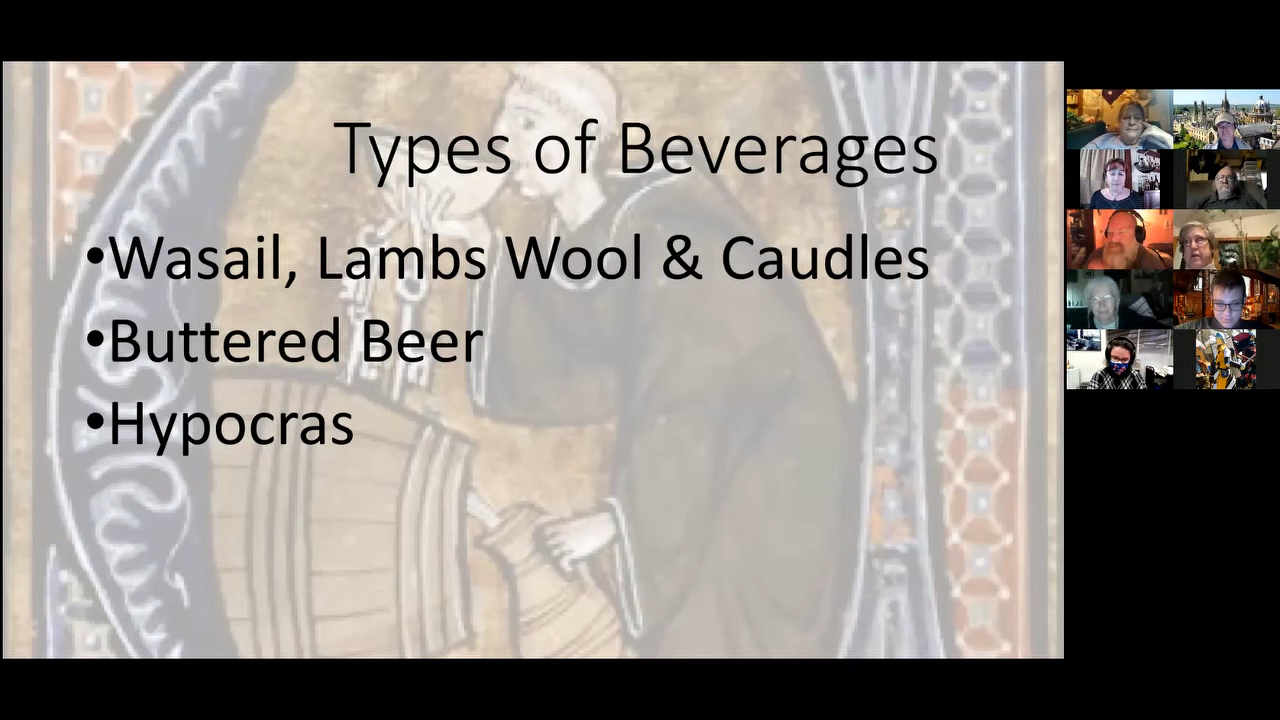 Types of Beverages
•Wasail, Lambs Wool & Caudles
•Buttered Beer
•Hypocras